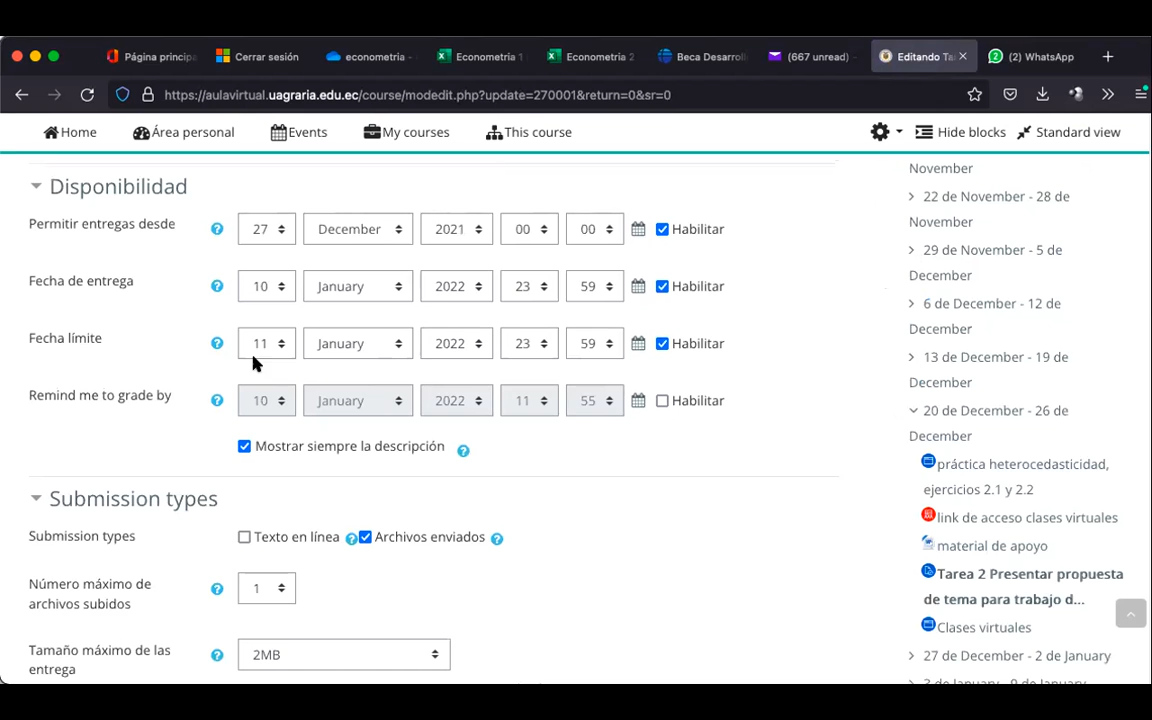 Página principa
Cerrar sesión
econometria -
Econometria 1
Econometria 2
Beca Desarroll
(667 unread)
Editando Ta
(2) WhatsApp
https://aulavirtual.uagraria.edu.ec/course/modedit.php?update=270001&return=0&sr=0
Home
Área personal
Events
My courses
This course
Hide blocks
Standard view
Disponibilidad
Permitir entregas desde
27 December 2021 00 00 Habilitar
Fecha de entrega
10 January 2022 23 59 Habilitar
Fecha límite
11 January 2022 23 59 Habilitar
Remind me to grade by
10 January 2022 11 55 Habilitar
Mostrar siempre la descripción
Submission types
Submission types
Texto en línea
Archivos enviados
Número máximo de
archivos subidos
1
Tamaño máximo de las
entrega
2MB
November
22 de November - 28 de
November
29 de November - 5 de
December
6 de December - 12 de
December
13 de December - 19 de
December
20 de December - 26 de
December
práctica heterocedasticidad,
ejercicios 2.1 y 2.2
link de acceso clases virtuales
material de apoyo
Tarea 2 Presentar propuesta
de tema para trabajo d...
Clases virtuales
27 de December - 2 de January
3 de January - 9 de January